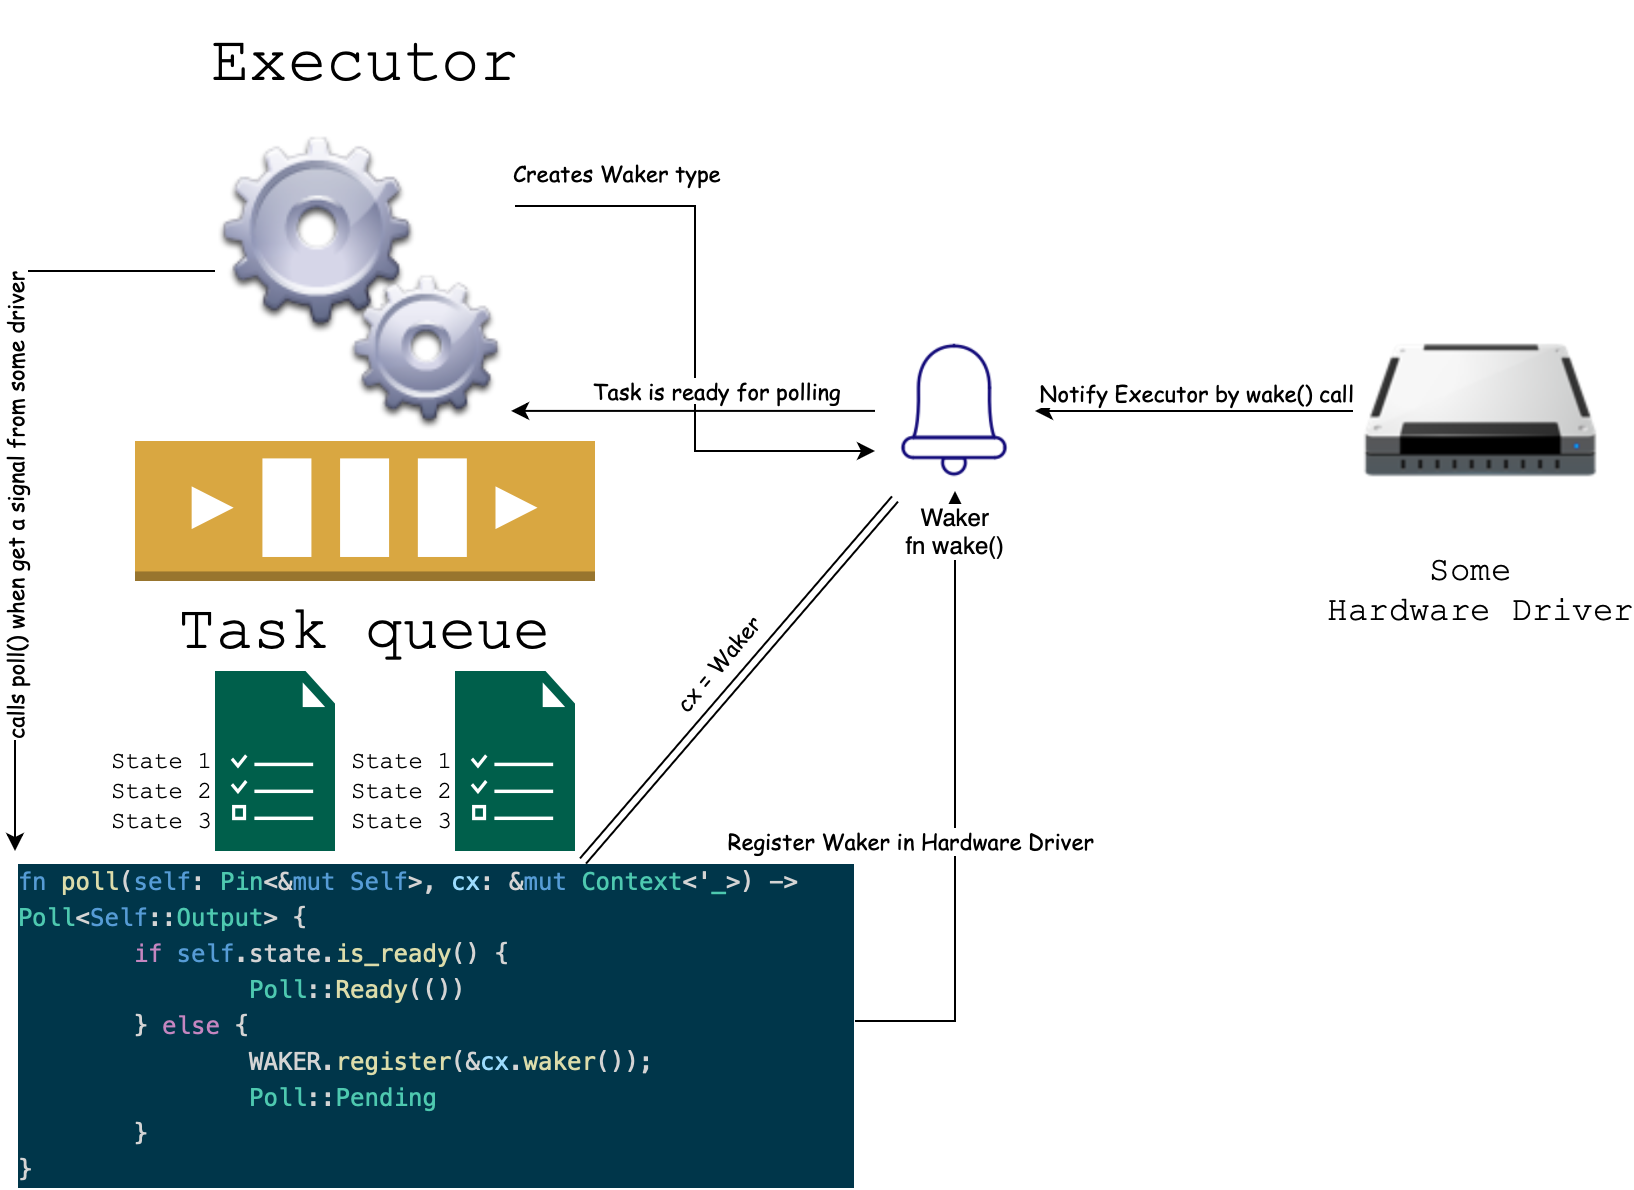 Executor
Creates Waker type
calls poll() when get a signal from some driver
Task is ready for polling
Notify Executor by wake() call
Waker
fn wake()
Some
Hardware Driver
Task queue
cx = Waker
State 1
State 2
State 3
State 1
State 2
State 3
Register Waker in Hardware Driver
fn poll(self: Pin<&mut Self>, cx: &mut Context<'_>) ->
Poll<Self::Output> {
if self.state.is_ready() {
Poll::Ready(())
} else {
WAKER.register(&cx.waker());
Poll::Pending
}
}